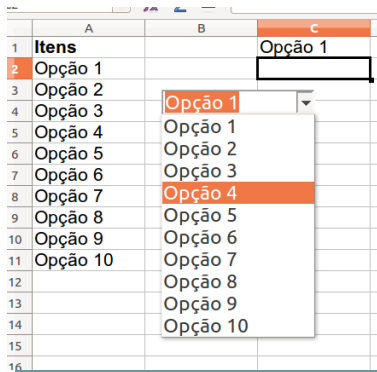 A B C
1 Itens Opção 1
2 Opção 1
3 Opção 2
4 Opção 3
5 Opção 4
6 Opção 5
7 Opção 6
8 Opção 7
9 Opção 8
10 Opção 9
11 Opção 10
12
13
14
15
16
Opção 1
Opção 1
Opção 2
Opção 3
Opção 4
Opção 5
Opção 6
Opção 7
Opção 8
Opção 9
Opção 10